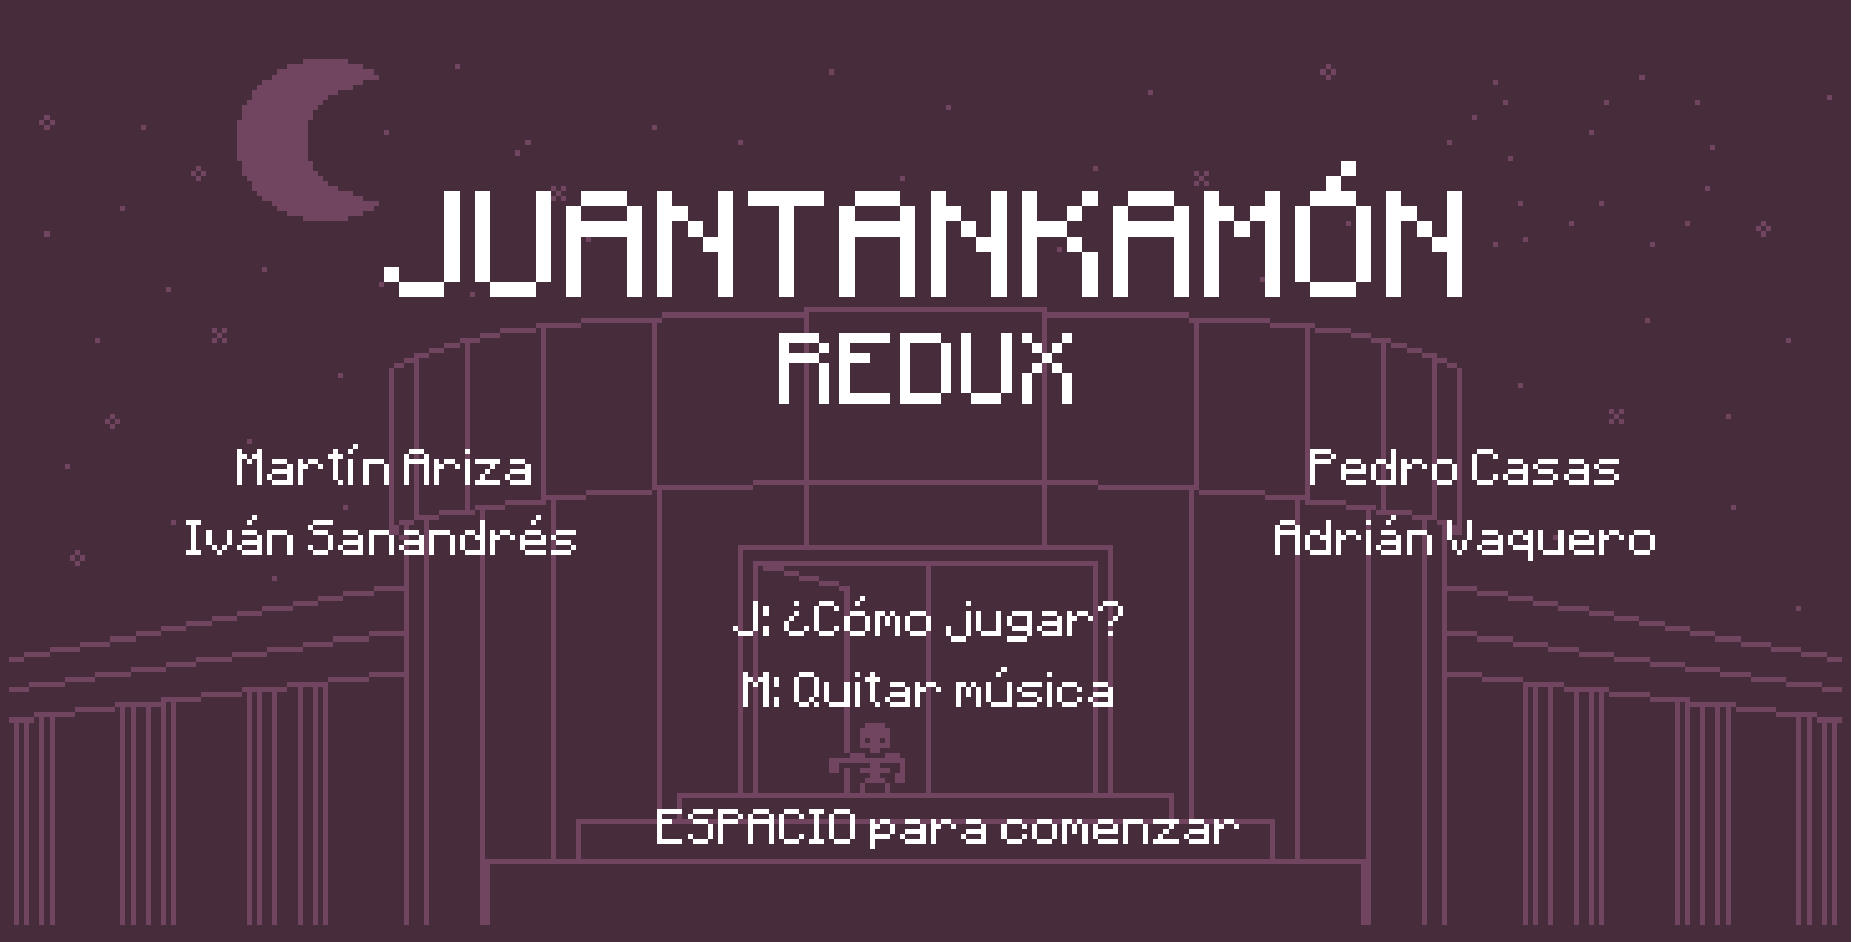 JUANTANKAMÓN
REDUX
Martín Ariza
Pedro Casas
Iván Sanandrés
Adrián Vaquero
J: ¿Cómo jugar?
M: Quitar música
ESPACIO para comenzar